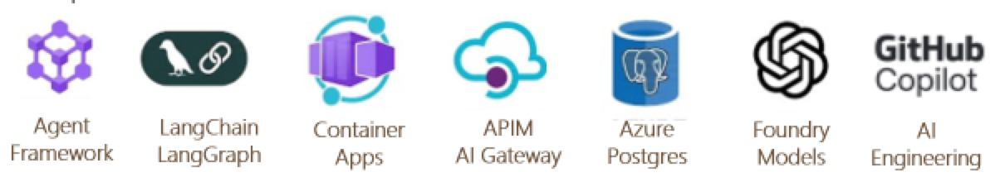 GitHub
Copilot
Agent
Framework
LangChain
LangGraph
Container
Apps
APIM
AI Gateway
Azure
Postgres
Foundry
Models
AI
Engineering